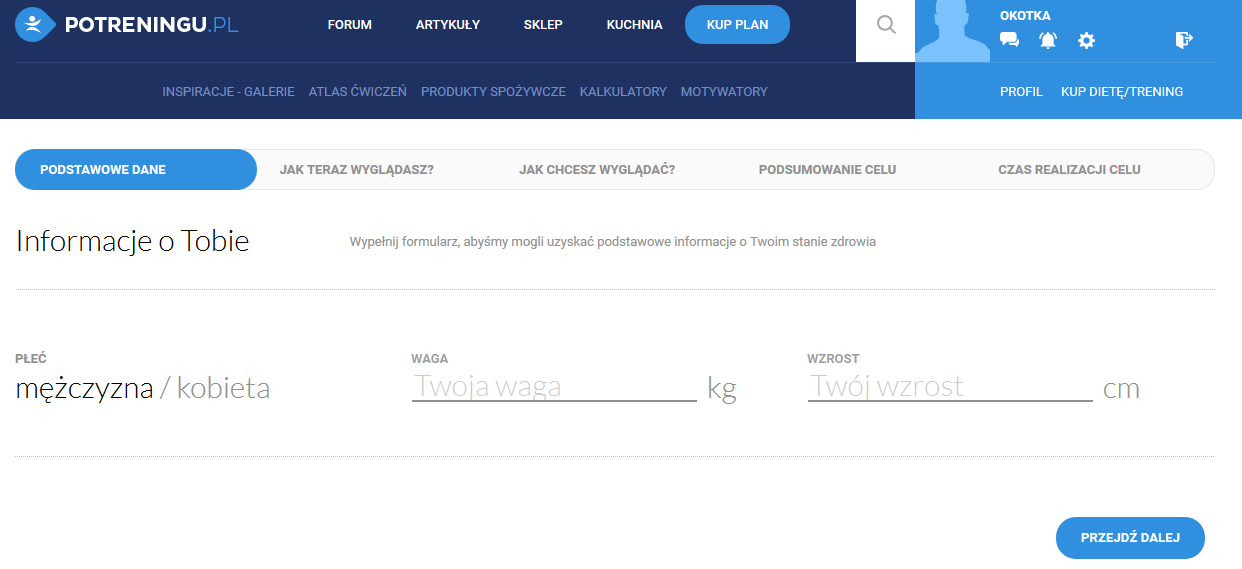 POTRENINGU.PL FORUM ARTYKUŁY SKLEP KUCHNIA KUP PLAN OKOTKA
INSPIRACJE - GALERIE ATLAS ĆWICZEŃ PRODUKTY SPOŻYWCZE KALKULATORY MOTYWATORY PROFIL KUP DIETĘ/TRENING
PODSTAWOWE DANE JAK TERAZ WYGLĄDASZ? JAK CHCESZ WYGLĄDAĆ? PODSUMOWANIE CELU CZAS REALIZACJI CELU
Informacje o Tobie Wypełnij formularz, abyśmy mogli uzyskać podstawowe informacje o Twoim stanie zdrowia
PŁEĆ WAGA WZROST
mężczyzna / kobieta Twoja waga kg Twój wzrost cm
PRZEJDŹ DALEJ